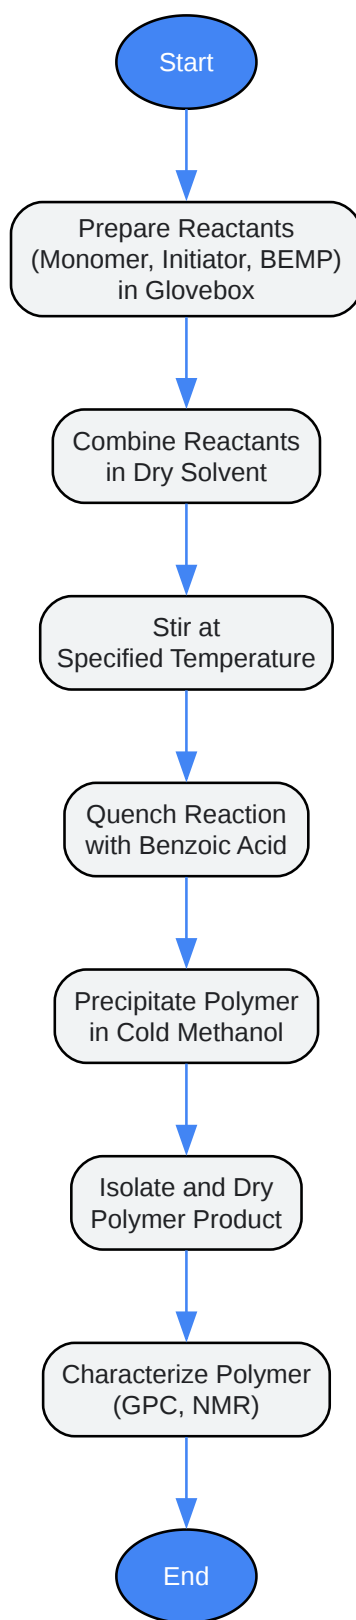 Start
Prepare Reactants
(Monomer, Initiator, BEMP)
in Glovebox
Combine Reactants
in Dry Solvent
Stir at
Specified Temperature
Quench Reaction
with Benzoic Acid
Precipitate Polymer
in Cold Methanol
Isolate and Dry
Polymer Product
Characterize Polymer
(GPC, NMR)
End